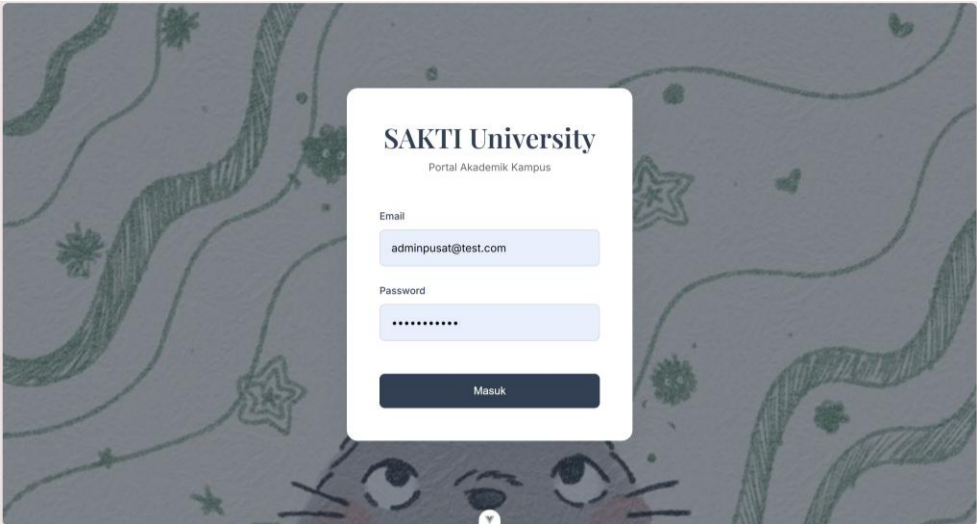 SAKTI University
Portal Akademik Kampus
Email
adminpusat@test.com
Password
•••••••••••
Masuk